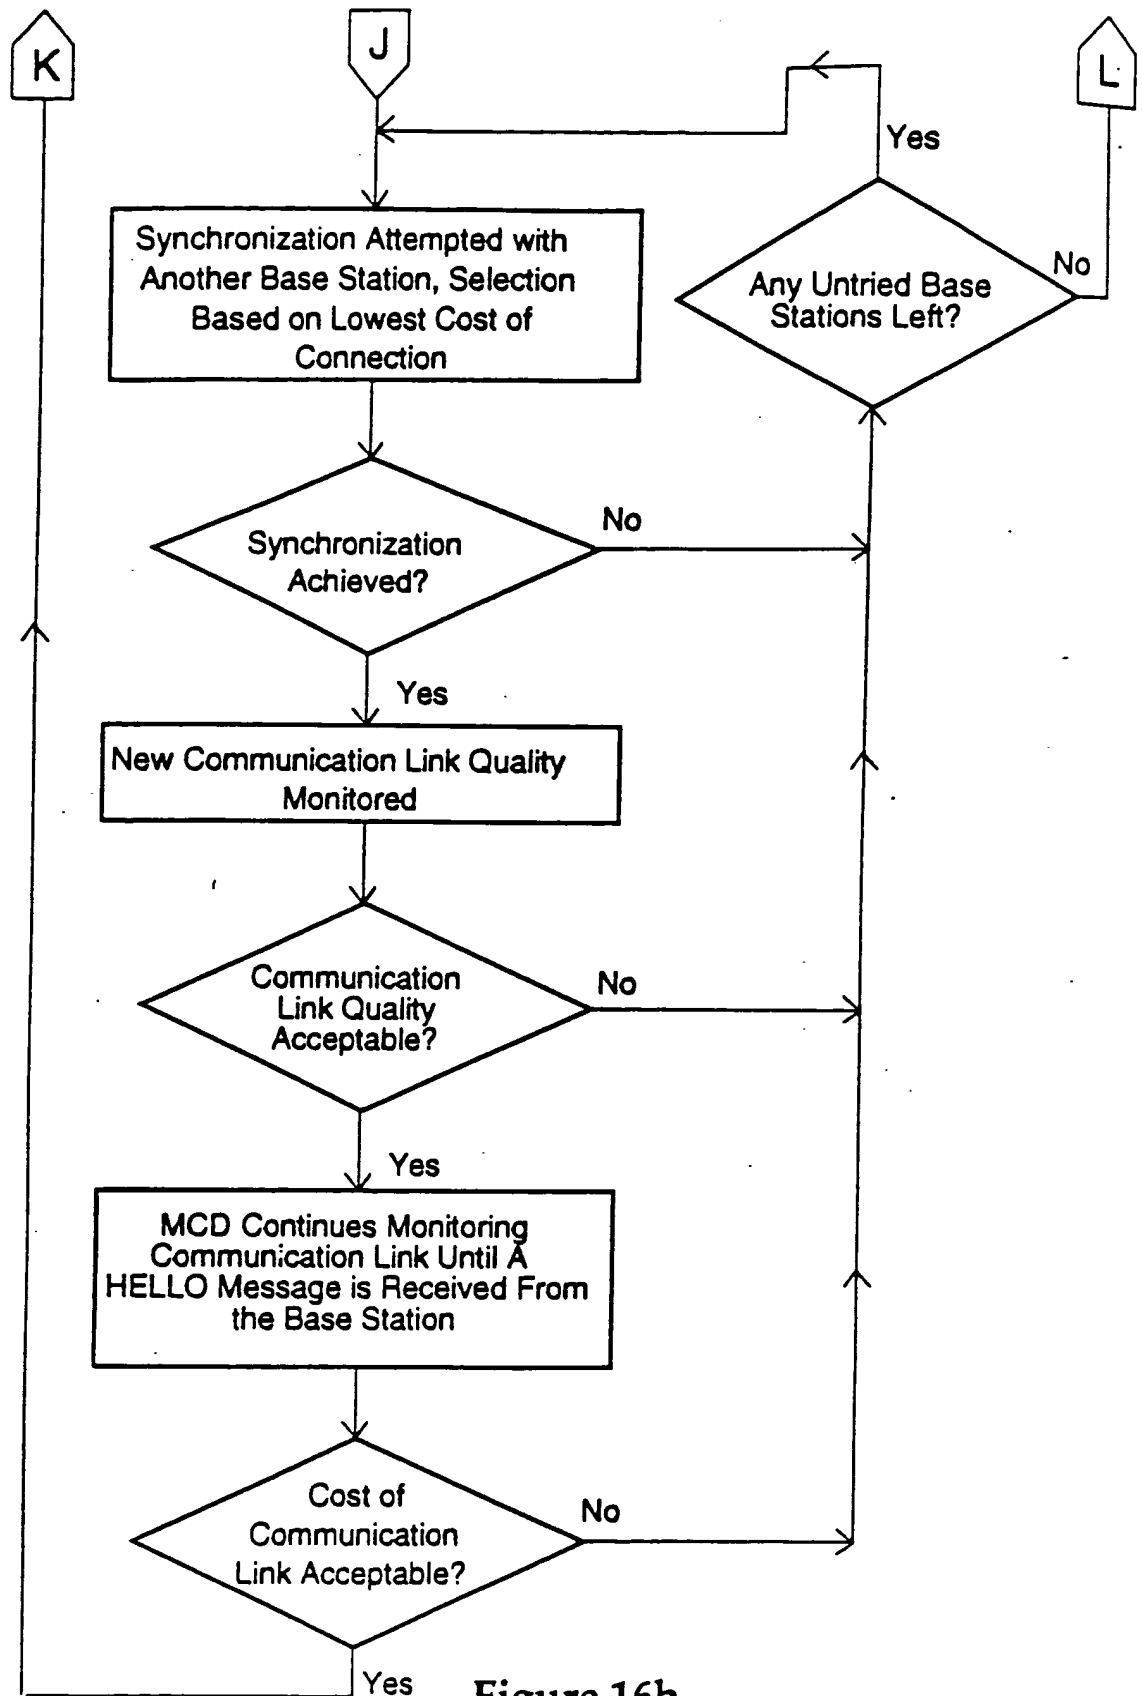 K
J
L
Yes
Synchronization Attempted with
Another Base Station, Selection
Based on Lowest Cost of
Connection
Any Untried Base
Stations Left?
No
Synchronization
Achieved?
No
Yes
New Communication Link Quality
Monitored
Communication
Link Quality
Acceptable?
No
Yes
MCD Continues Monitoring
Communication Link Until A
HELLO Message is Received From
the Base Station
Cost of
Communication
Link Acceptable?
No
Yes
Figure 16b